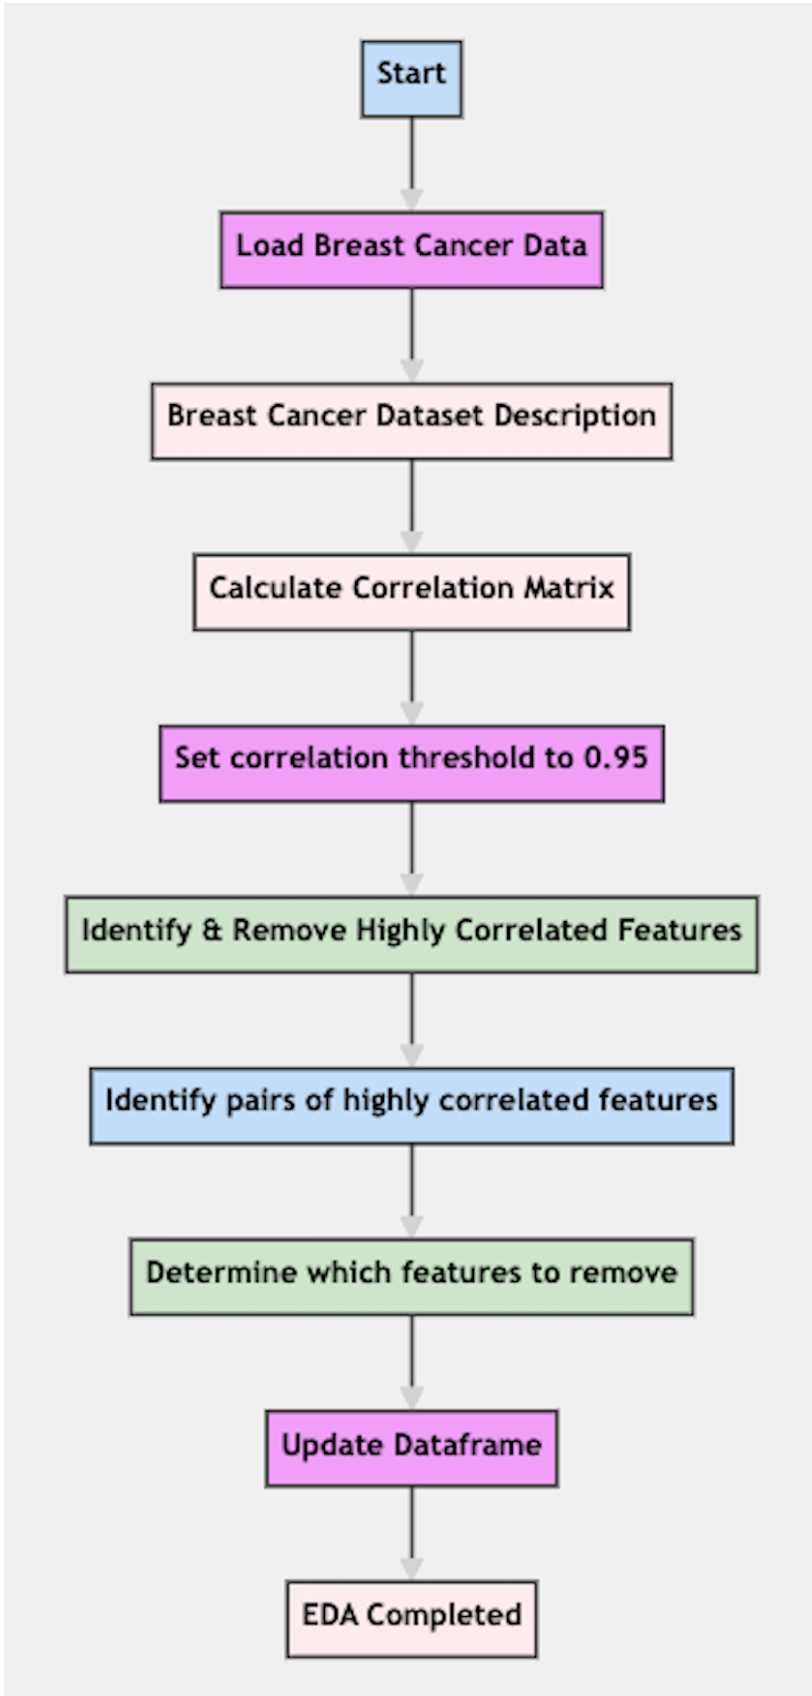 Start
Load Breast Cancer Data
Breast Cancer Dataset Description
Calculate Correlation Matrix
Set correlation threshold to 0.95
Identify & Remove Highly Correlated Features
Identify pairs of highly correlated features
Determine which features to remove
Update Dataframe
EDA Completed